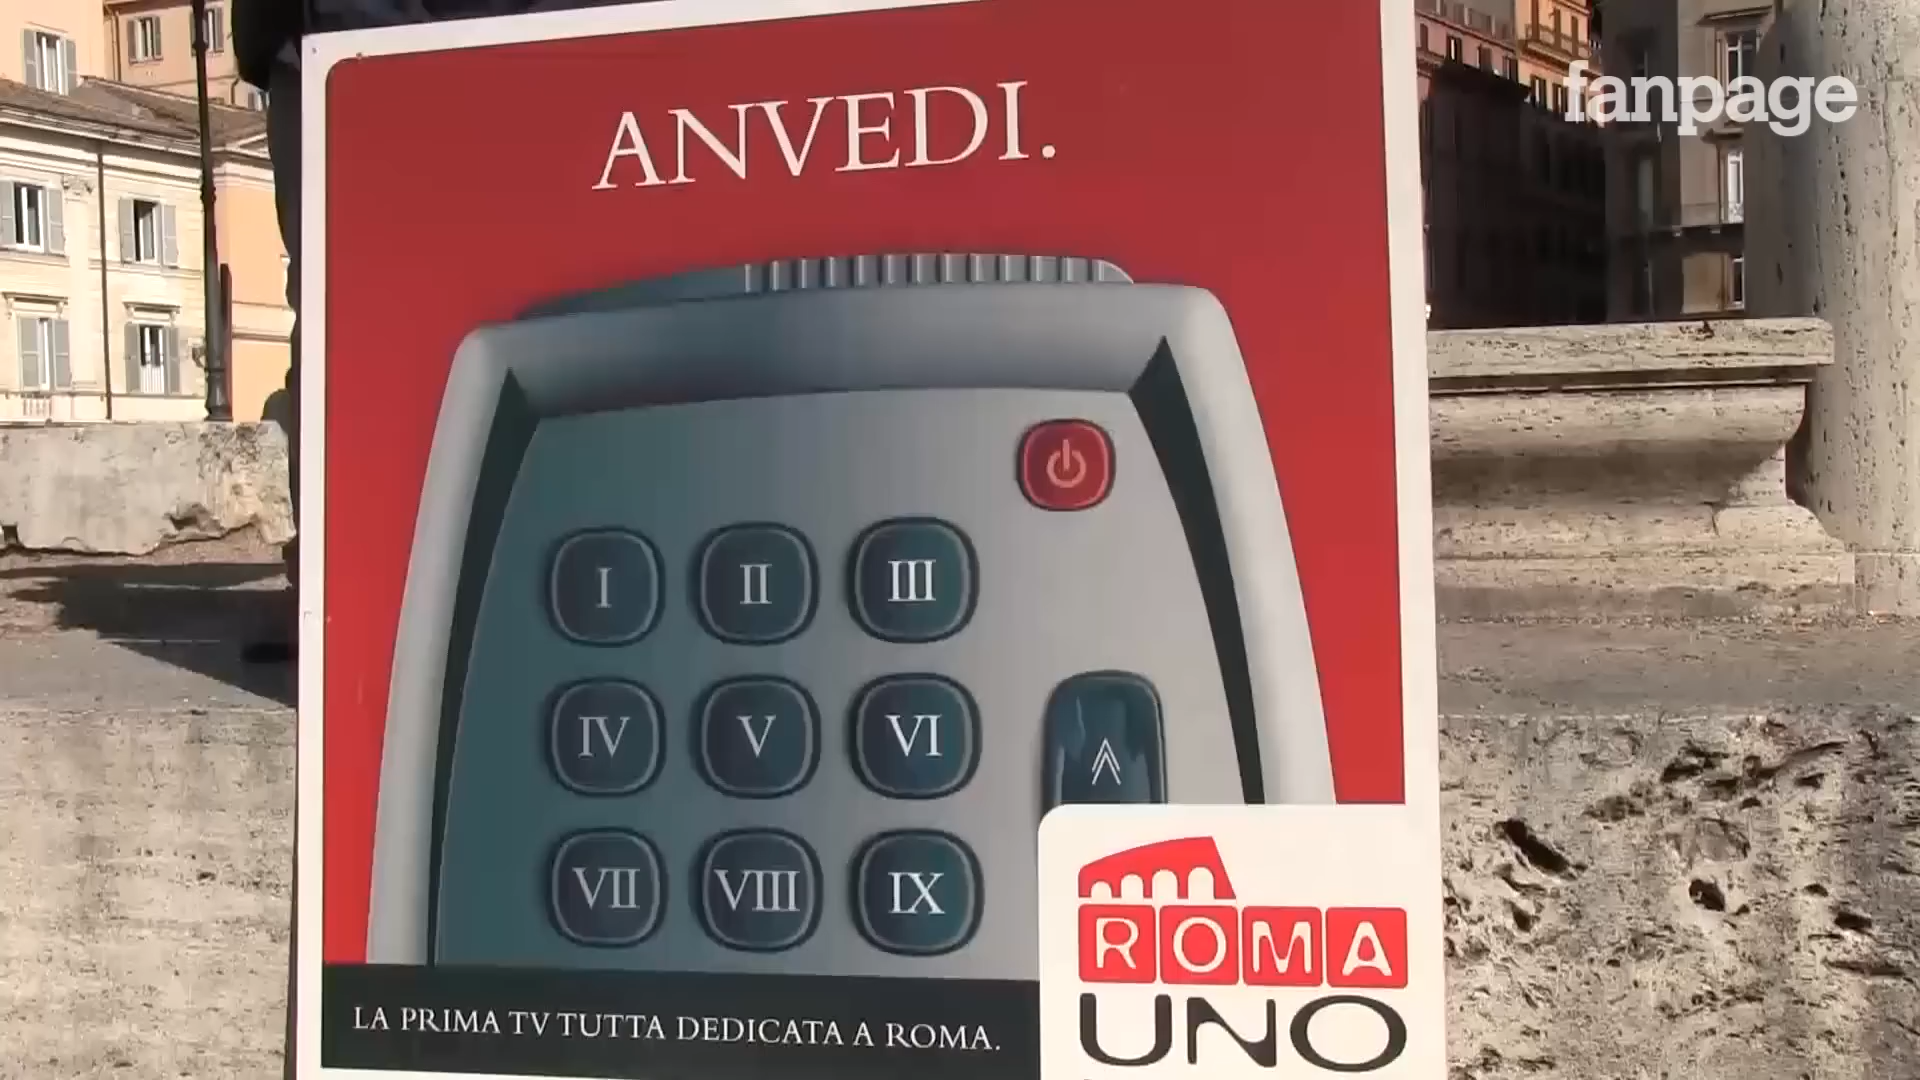 fanpage
ANVEDI.
I II III
IV V VI
VII VIII IX
LA PRIMA TV TUTTA DEDICATA A ROMA.
ROMA
UNO